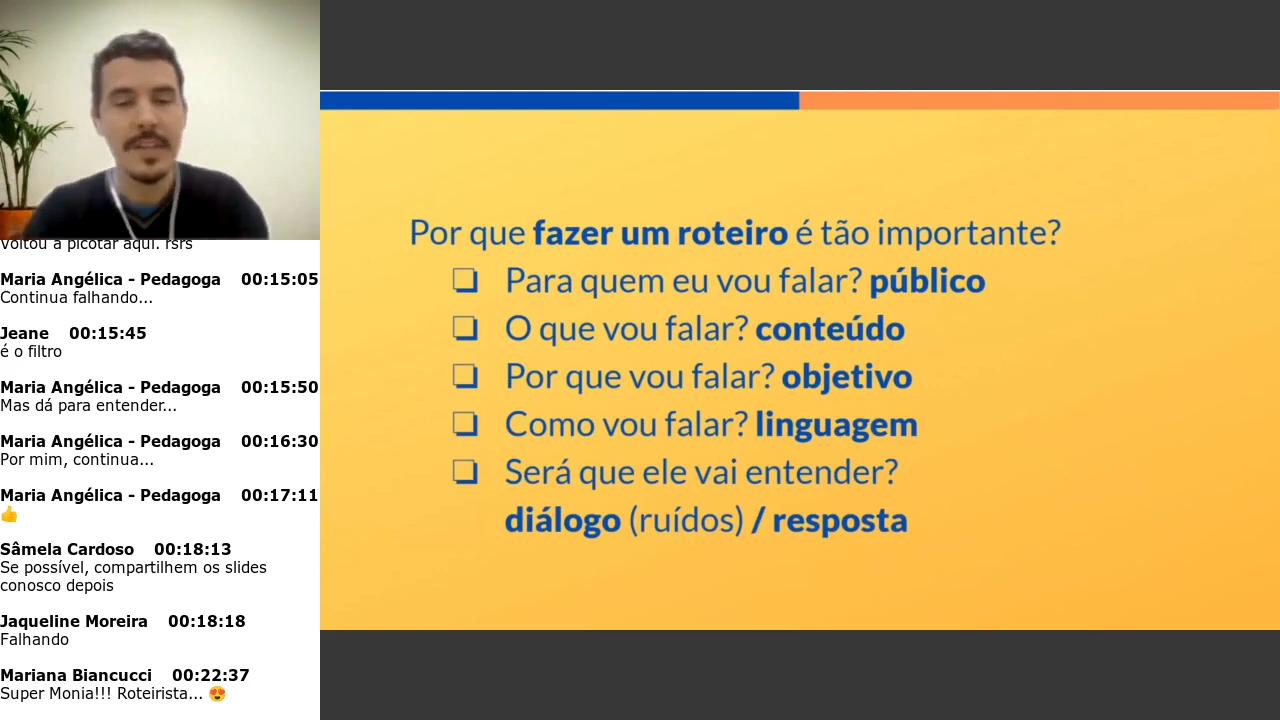 Voltou a picotar aqui. rsrs
Maria Angélica - Pedagoga 00:15:05
Continua falhando...
Jeane 00:15:45
é o filtro
Maria Angélica - Pedagoga 00:15:50
Mas dá para entender...
Maria Angélica - Pedagoga 00:16:30
Por mim, continua...
Maria Angélica - Pedagoga 00:17:11
👍
Sâmela Cardoso 00:18:13
Se possível, compartilhem os slides
conosco depois
Jaqueline Moreira 00:18:18
Falhando
Mariana Biancucci 00:22:37
Super Monia!!! Roteirista... 😍
Por que fazer um roteiro é tão importante?
❏ Para quem eu vou falar? público
❏ O que vou falar? conteúdo
❏ Por que vou falar? objetivo
❏ Como vou falar? linguagem
❏ Será que ele vai entender?
diálogo (ruídos) / resposta